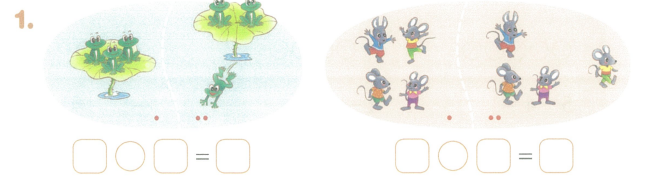 1.
=
=